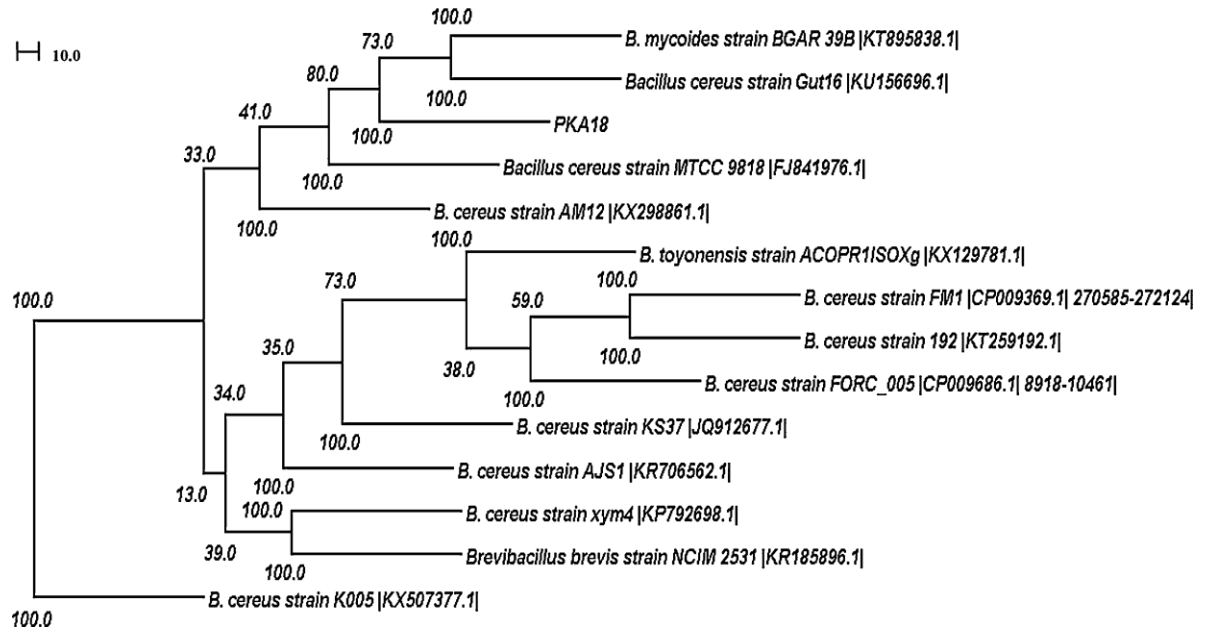 100.0
10.0
73.0
B. mycoides strain BGAR 39B |KT895838.1|
80.0
Bacillus cereus strain Gut16 |KU156696.1|
100.0
41.0
PKA18
100.0
33.0
Bacillus cereus strain MTCC 9818 |FJ841976.1|
100.0
B. cereus strain AM12 |KX298861.1|
100.0
100.0
B. toyonensis strain ACOPR1ISOXg |KX129781.1|
73.0
100.0
100.0
59.0
B. cereus strain FM1 |CP009369.1| 270585-272124|
B. cereus strain 192 |KT259192.1|
35.0
100.0
38.0
B. cereus strain FORC_005 |CP009686.1| 8918-10461|
34.0
100.0
B. cereus strain KS37 |JQ912677.1|
100.0
B. cereus strain AJS1 |KR706562.1|
100.0
13.0
100.0
B. cereus strain xym4 |KP792698.1|
39.0
Brevibacillus brevis strain NCIM 2531 |KR185896.1|
100.0
B. cereus strain K005 |KX507377.1|
100.0